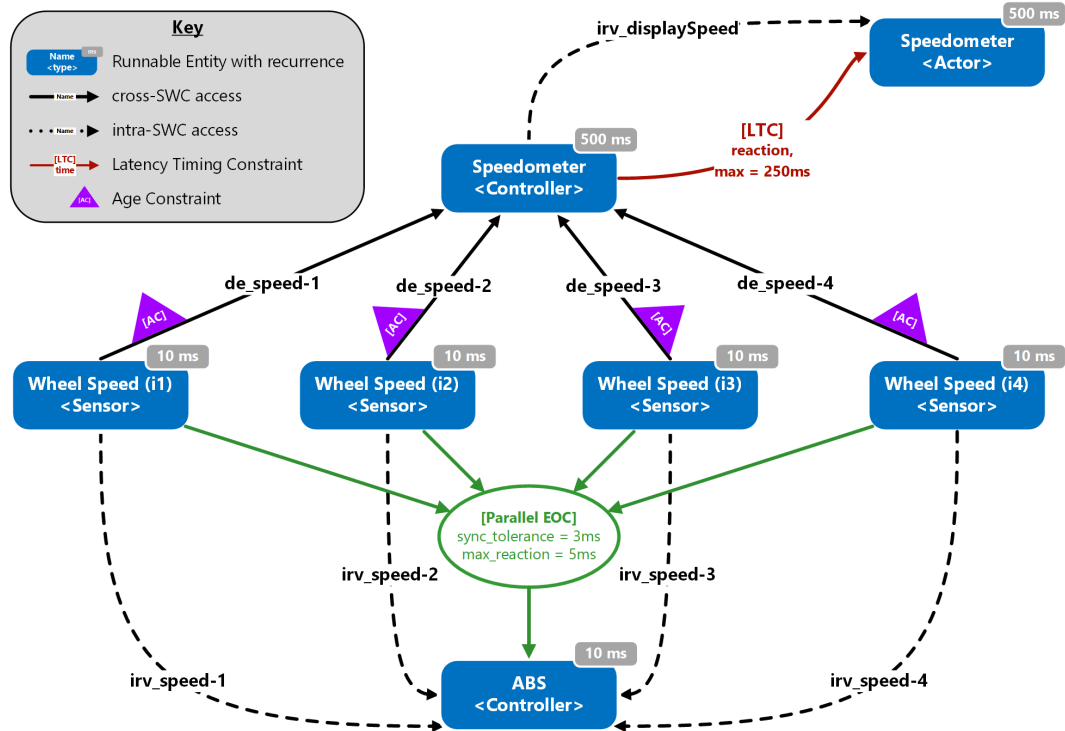 Key
Name
<type>
ms
Runnable Entity with recurrence
Name
cross-SWC access
Name
intra-SWC access
[LTC]
time
Latency Timing Constraint
[AC]
Age Constraint
irv_displaySpeed
500 ms
Speedometer
<Actor>
500 ms
Speedometer
<Controller>
[LTC]
reaction,
max = 250ms
de_speed-1
de_speed-2
de_speed-3
de_speed-4
[AC]
[AC]
[AC]
[AC]
10 ms
Wheel Speed (i1)
<Sensor>
10 ms
Wheel Speed (i2)
<Sensor>
10 ms
Wheel Speed (i3)
<Sensor>
10 ms
Wheel Speed (i4)
<Sensor>
[Parallel EOC]
sync_tolerance = 3ms
max_reaction = 5ms
irv_speed-2
irv_speed-3
irv_speed-1
irv_speed-4
10 ms
ABS
<Controller>